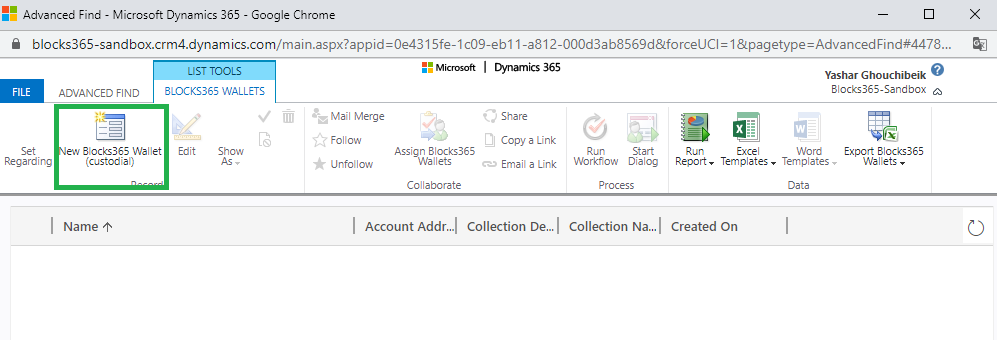 Advanced Find - Microsoft Dynamics 365 - Google Chrome
blocks365-sandbox.crm4.dynamics.com/main.aspx?appid=0e4315fe-1c09-eb11-a812-000d3ab8569d&forceUCI=1&pagetype=AdvancedFind#4478...
LIST TOOLS
Microsoft | Dynamics 365
Yashar Ghouchibeik
Blocks365-Sandbox
FILE
ADVANCED FIND
BLOCKS365 WALLETS
Set
Regarding
New Blocks365 Wallet
(custodial)
Edit
Show
As
Mail Merge
Follow
Unfollow
Assign Blocks365
Wallets
Share
Copy a Link
Email a Link
Run
Workflow
Start
Dialog
Run
Report
Excel
Templates
Word
Templates
Export Blocks365
Wallets
Collaborate
Process
Data
Name
Account Addr...
Collection De...
Collection Na...
Created On